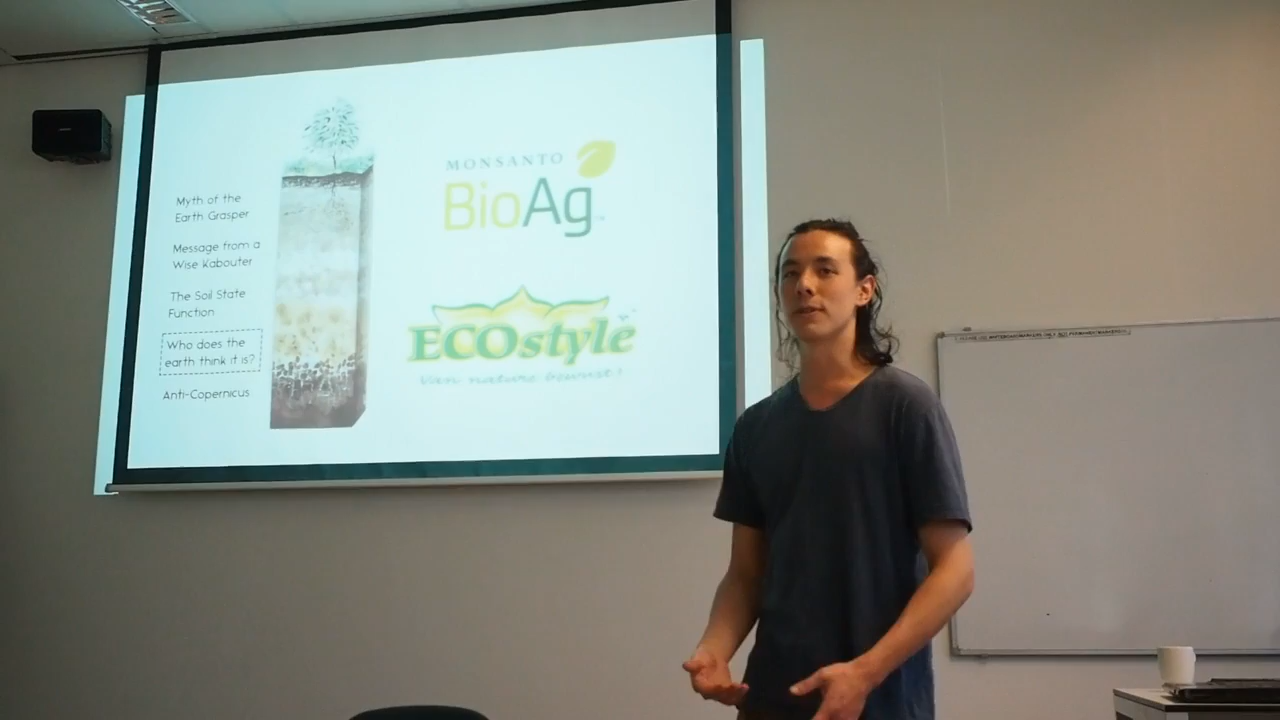 Myth of the
Earth Grasper
Message from a
Wise Kabouter
The Soil State
Function
Who does the
earth think it is?
Anti-Copernicus
MONSANTO
BioAg
ECOstyle